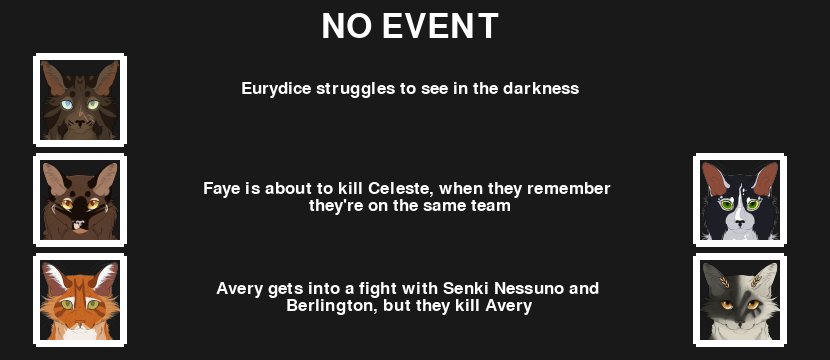 NO EVENT
Eurydice struggles to see in the darkness
Faye is about to kill Celeste, when they remember
they're on the same team
Avery gets into a fight with Senki Nessuno and
Berlington, but they kill Avery